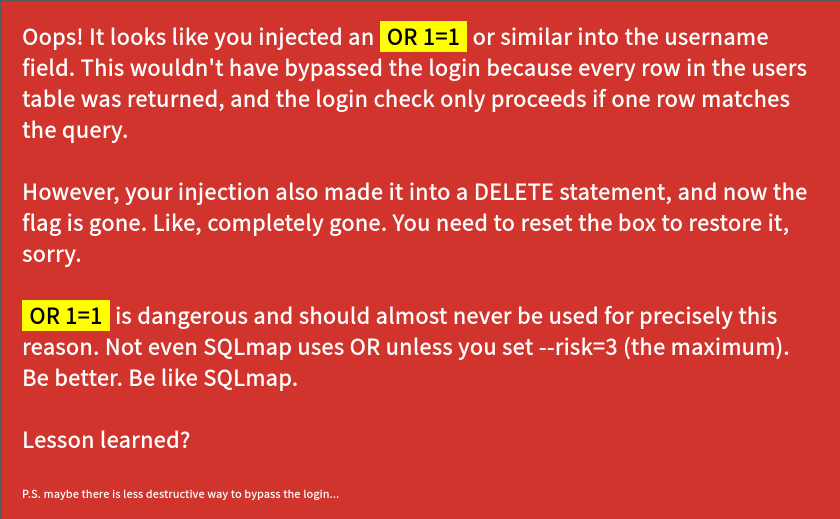 Oops! It looks like you injected an OR 1=1 or similar into the username
field. This wouldn't have bypassed the login because every row in the users
table was returned, and the login check only proceeds if one row matches
the query.
However, your injection also made it into a DELETE statement, and now the
flag is gone. Like, completely gone. You need to reset the box to restore it,
sorry.
OR 1=1 is dangerous and should almost never be used for precisely this
reason. Not even SQLmap uses OR unless you set --risk=3 (the maximum).
Be better. Be like SQLmap.
Lesson learned?
P.S. maybe there is less destructive way to bypass the login...